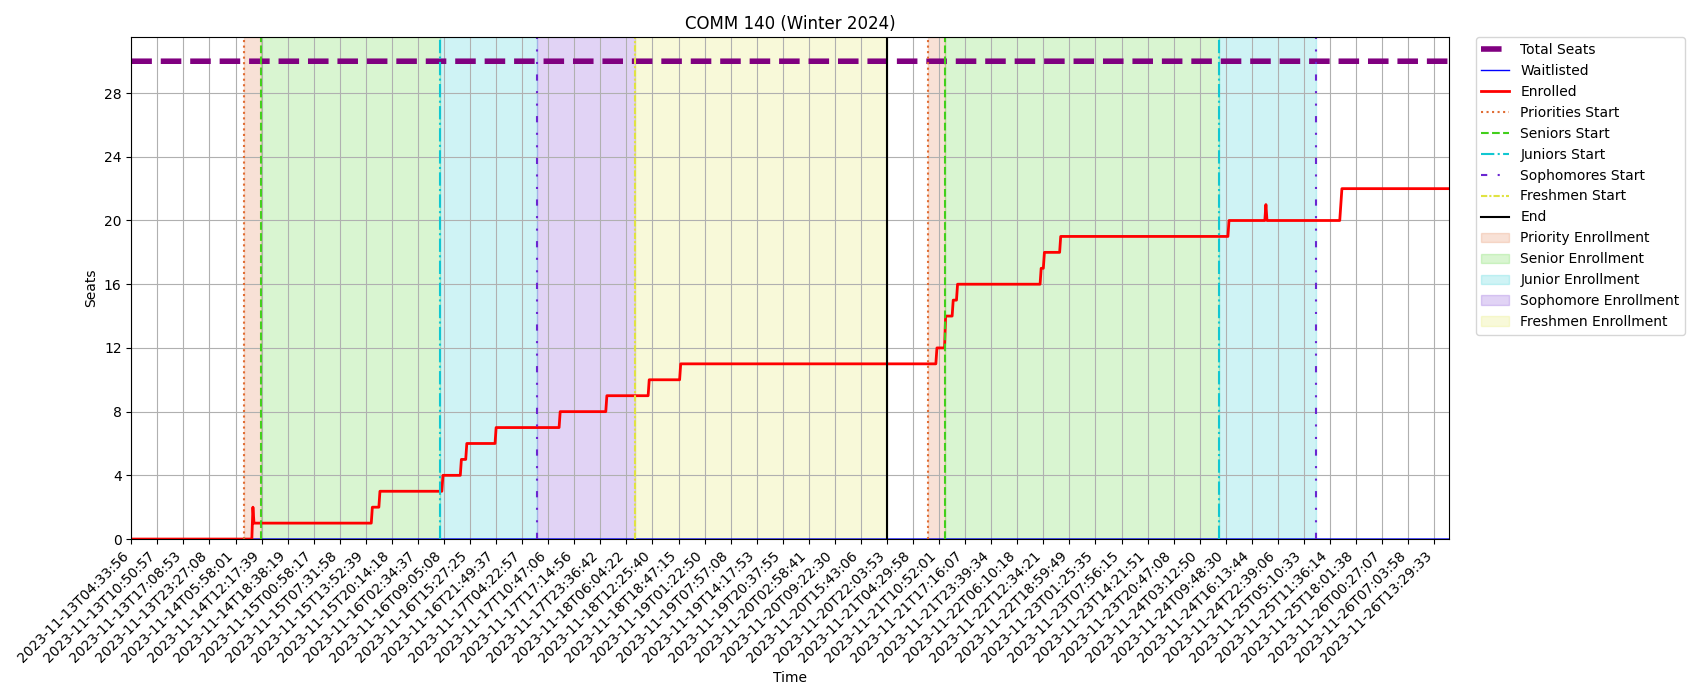 COMM 140 (Winter 2024)
Seats
28
24
20
16
12
8
4
0
2023-11-13T04:33:56
2023-11-13T10:50:57
2023-11-13T17:08:53
2023-11-13T23:27:08
2023-11-14T05:58:01
2023-11-14T12:17:39
2023-11-14T18:38:19
2023-11-15T00:58:17
2023-11-15T07:31:58
2023-11-15T13:52:39
2023-11-15T20:14:18
2023-11-16T02:34:37
2023-11-16T09:05:08
2023-11-16T15:27:25
2023-11-16T21:49:37
2023-11-17T04:22:57
2023-11-17T10:47:06
2023-11-17T17:14:56
2023-11-17T23:36:42
2023-11-18T06:04:22
2023-11-18T12:25:40
2023-11-18T18:47:15
2023-11-19T01:22:50
2023-11-19T07:57:08
2023-11-19T14:17:53
2023-11-19T20:37:55
2023-11-20T02:58:41
2023-11-20T09:22:30
2023-11-20T15:43:06
2023-11-20T22:03:53
2023-11-21T04:29:58
2023-11-21T10:52:01
2023-11-21T17:16:07
2023-11-21T23:39:34
2023-11-22T06:10:18
2023-11-22T12:34:21
2023-11-22T18:59:49
2023-11-23T01:25:35
2023-11-23T07:56:15
2023-11-23T14:21:51
2023-11-23T20:47:08
2023-11-24T03:12:50
2023-11-24T09:48:30
2023-11-24T16:13:44
2023-11-24T22:39:06
2023-11-25T05:10:33
2023-11-25T11:36:14
2023-11-25T18:01:38
2023-11-26T00:27:07
2023-11-26T07:03:58
2023-11-26T13:29:33
Time
Total Seats
Waitlisted
Enrolled
Priorities Start
Seniors Start
Juniors Start
Sophomores Start
Freshmen Start
End
Priority Enrollment
Senior Enrollment
Junior Enrollment
Sophomore Enrollment
Freshmen Enrollment